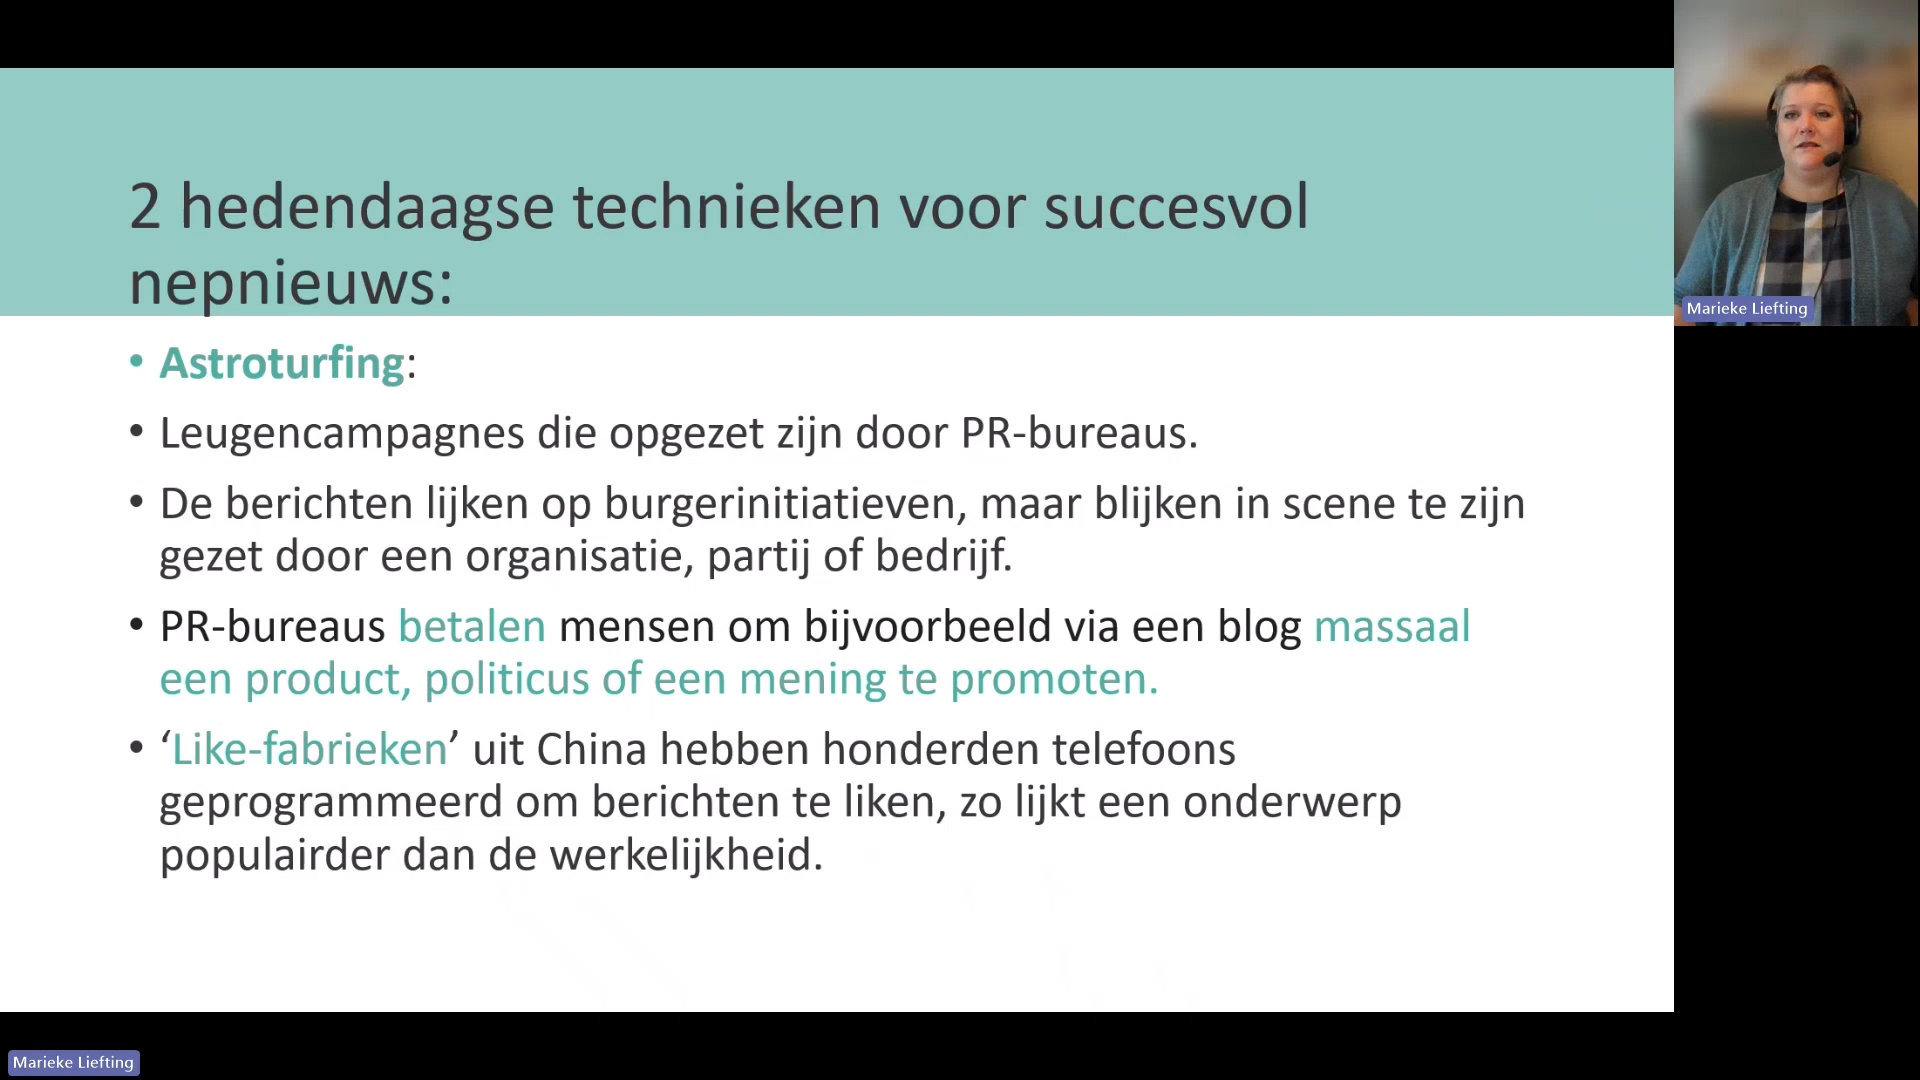 2 hedendaagse technieken voor succesvol
nepnieuws:
• Astroturfing:
• Leugencampagnes die opgezet zijn door PR-bureaus.
• De berichten lijken op burgerinitiatieven, maar blijken in scene te zijn
gezet door een organisatie, partij of bedrijf.
• PR-bureaus betalen mensen om bijvoorbeeld via een blog massaal
een product, politicus of een mening te promoten.
• ‘Like-fabrieken’ uit China hebben honderden telefoons
geprogrammeerd om berichten te liken, zo lijkt een onderwerp
populairder dan de werkelijkheid.
Marieke Liefting
Marieke Liefting